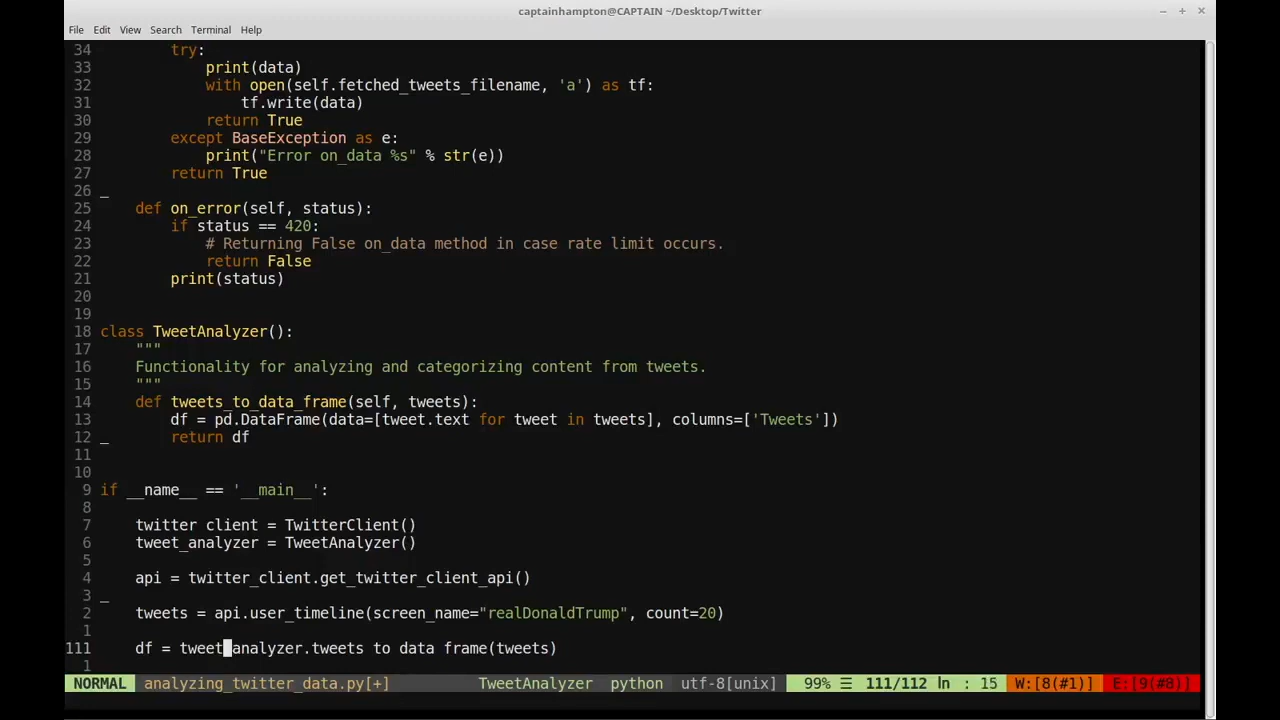 captainhampton@CAPTAIN ~/Desktop/Twitter
File Edit View Search Terminal Help
34 try:
33 print(data)
32 with open(self.fetched_tweets_filename, 'a') as tf:
31 tf.write(data)
30 return True
29 except BaseException as e:
28 print("Error on_data %s" % str(e))
27 return True
26 _
25 def on_error(self, status):
24 if status == 420:
23 # Returning False on_data method in case rate limit occurs.
22 return False
21 print(status)
20
19
18 class TweetAnalyzer():
17 """
16 Functionality for analyzing and categorizing content from tweets.
15 """
14 def tweets_to_data_frame(self, tweets):
13 df = pd.DataFrame(data=[tweet.text for tweet in tweets], columns=['Tweets'])
12 _ return df
11
10
9 if __name__ == '__main__':
8
7 twitter client = TwitterClient()
6 tweet_analyzer = TweetAnalyzer()
5
4 api = twitter_client.get_twitter_client_api()
3 _
2 tweets = api.user_timeline(screen_name="realDonaldTrump", count=20)
1
111 df = tweet analyzer.tweets to data frame(tweets)
1
NORMAL analyzing_twitter_data.py[+] TweetAnalyzer python utf-8[unix] 99% ☰ 111/112 ln : 15 W:[8(#1)] E:[9(#8)]